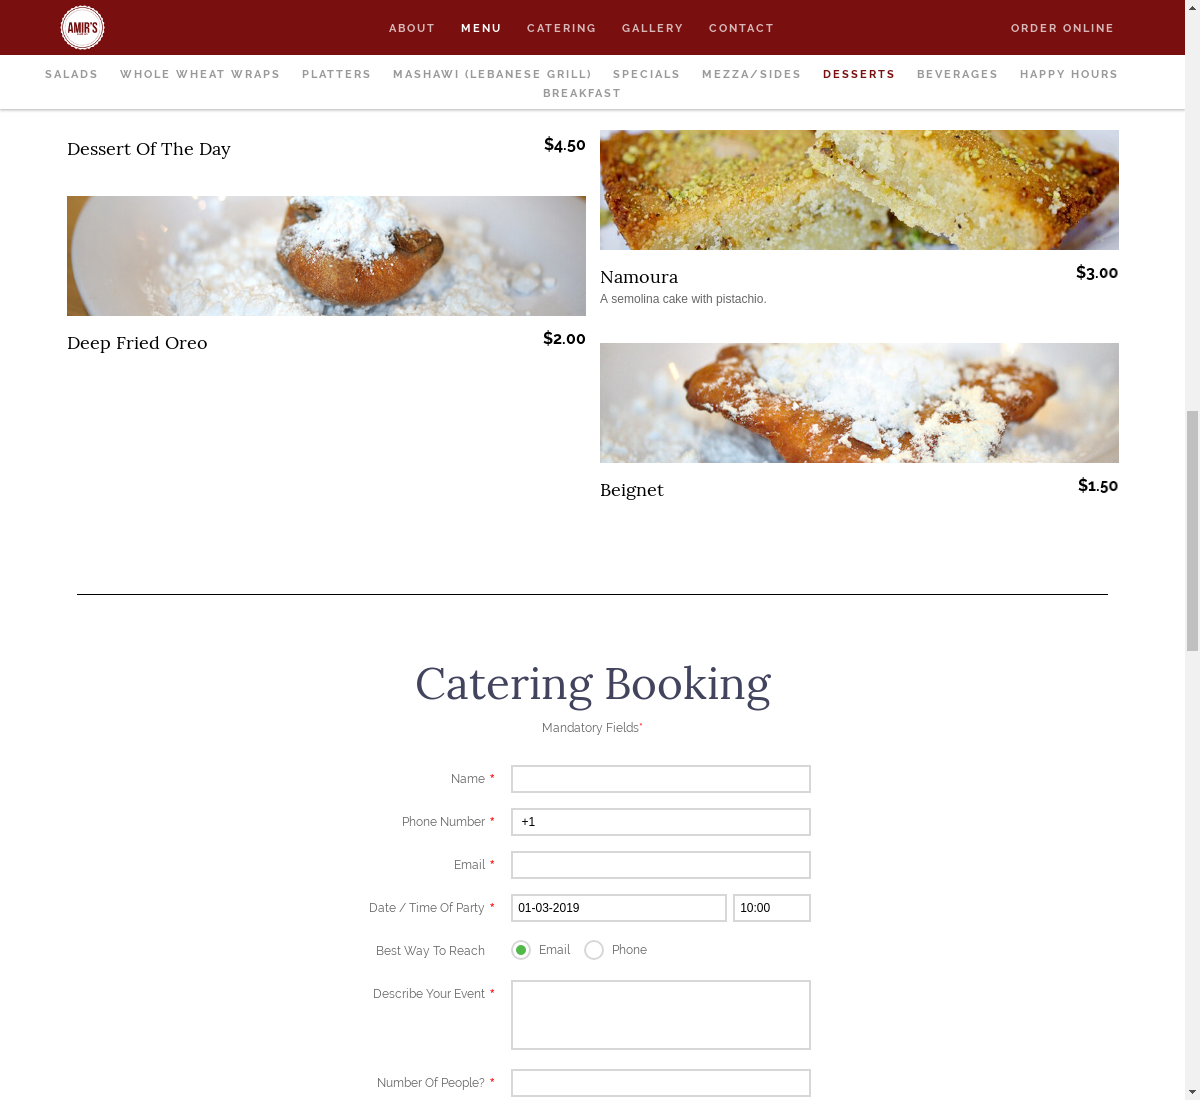 AMIR'S
ABOUT MENU CATERING GALLERY CONTACT ORDER ONLINE
SALADS WHOLE WHEAT WRAPS PLATTERS MASHAWI (LEBANESE GRILL) SPECIALS MEZZA/SIDES DESSERTS BEVERAGES HAPPY HOURS
BREAKFAST
Dessert Of The Day $4.50
Deep Fried Oreo $2.00
Namoura $3.00
A semolina cake with pistachio.
Beignet $1.50
Catering Booking
Mandatory Fields*
Name *
Phone Number * +1
Email *
Date / Time Of Party * 01-03-2019 10:00
Best Way To Reach Email Phone
Describe Your Event *
Number Of People? *